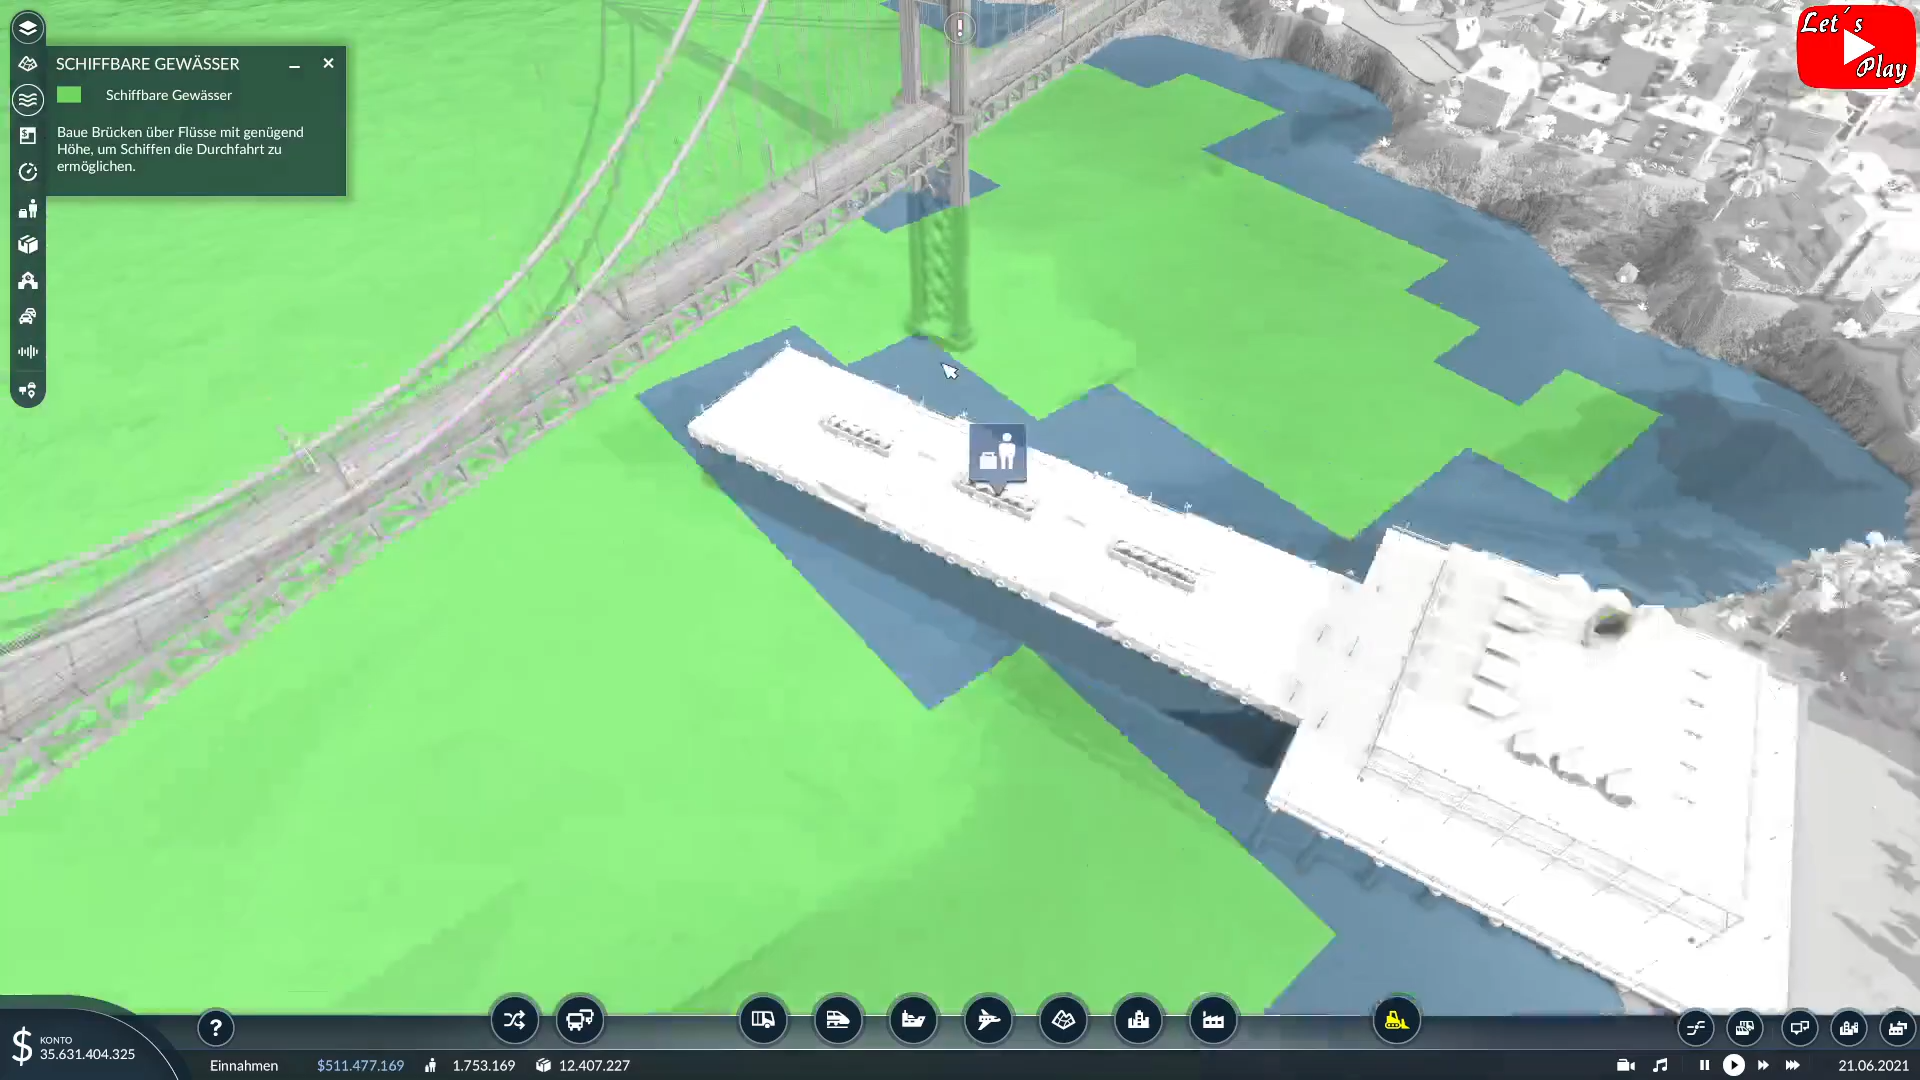 Let´s
Play
SCHIFFBARE GEWÄSSER
Schiffbare Gewässer
Baue Brücken über Flüsse mit genügend
Höhe, um Schiffen die Durchfahrt zu
ermöglichen.
$
KONTO
35.631.404.325
?
Einnahmen $511.477.169 1.753.169 12.407.227
21.06.2021